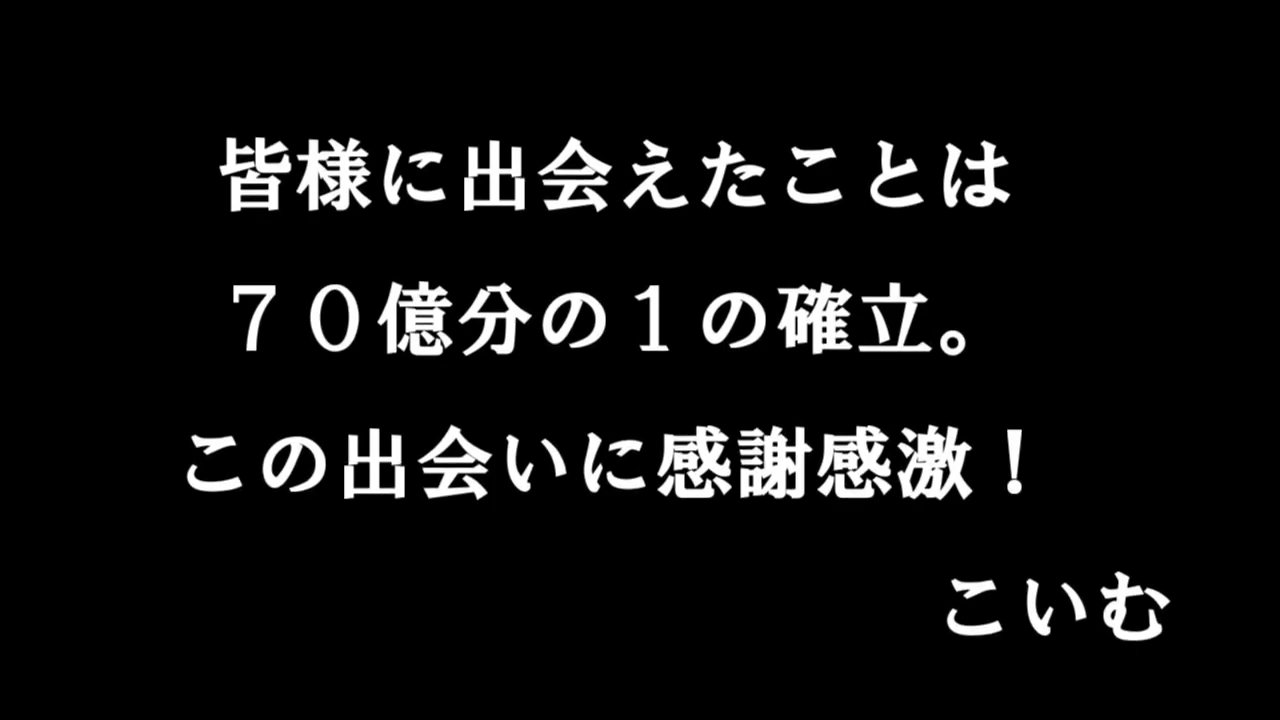 皆様に出会えたことは
７０億分の１の確立。
この出会いに感謝感激！
こいむ